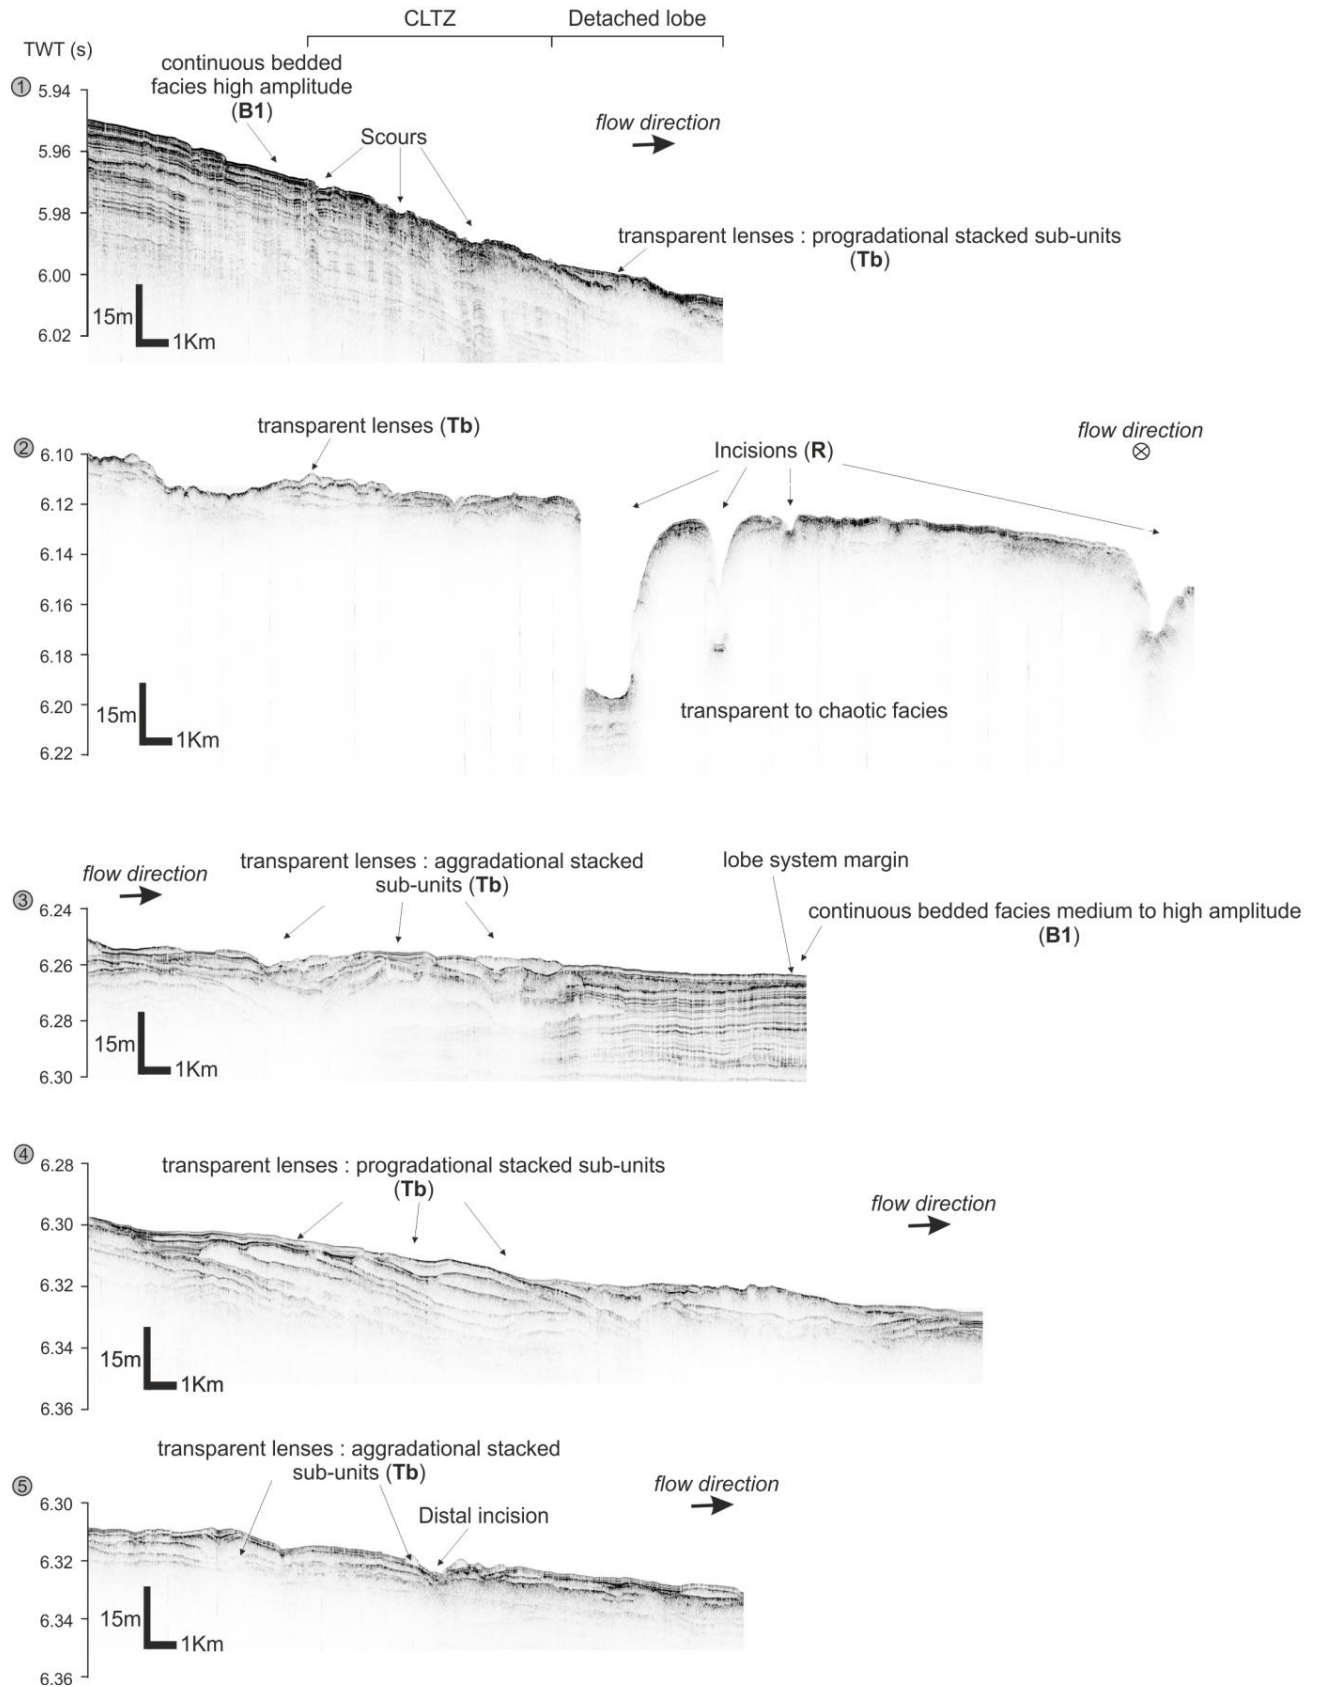 CLTZ
Detached lobe
TWT (s)
continuous bedded
facies high amplitude
(B1)
1
5.94
5.96
5.98
6.00
6.02
Scours
flow direction
transparent lenses : progradational stacked sub-units
(Tb)
15m
1Km
2
6.10
6.12
6.14
6.16
6.18
6.20
6.22
transparent lenses (Tb)
Incisions (R)
flow direction
15m
1Km
transparent to chaotic facies
3
flow direction
transparent lenses : aggradational stacked
sub-units (Tb)
lobe system margin
continuous bedded facies medium to high amplitude
(B1)
6.24
6.26
6.28
6.30
15m
1Km
4
6.28
6.30
6.32
6.34
6.36
transparent lenses : progradational stacked sub-units
(Tb)
flow direction
15m
1Km
5
transparent lenses : aggradational stacked
sub-units (Tb)
flow direction
Distal incision
6.30
6.32
6.34
6.36
15m
1Km